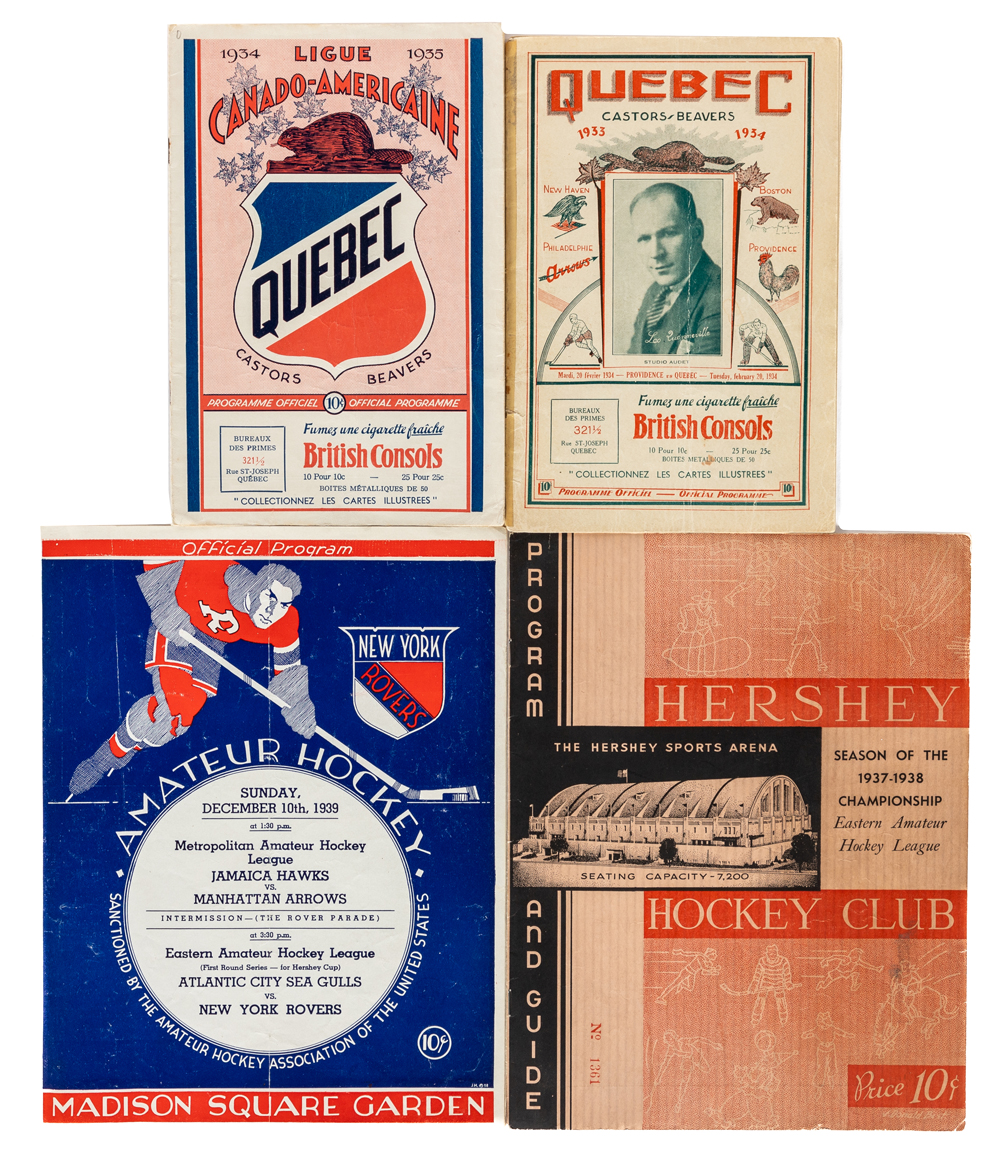 1934 LIGUE 1935
CANADO-AMERICAINE
QUEBEC
CASTORS BEAVERS
PROGRAMME OFFICIEL 10¢ OFFICIAL PROGRAMME
BUREAUX
DES PRIMES
321½
Rue ST-JOSEPH
QUÉBEC
Fumez une cigarette fraîche
British Consols
10 Pour 10c — 25 Pour 25c
BOITES MÉTALLIQUES DE 50
"COLLECTIONNEZ LES CARTES ILLUSTREES"
QUEBEC
CASTORS-BEAVERS
1933 1934
NEW HAVEN
BOSTON
PHILADELPHIE
Arrows
PROVIDENCE
STUDIO AUDET
Mardi, 20 février 1934 — PROVIDENCE vs QUEBEC — Tuesday, february 20, 1934
BUREAUX
DES PRIMES
321½
Rue ST-JOSEPH
QUEBEC
Fumez une cigarette fraîche
British Consols
10 Pour 10c — 25 Pour 25c
BOITES METALLIQUES DE 50
"COLLECTIONNEZ LES CARTES ILLUSTREES"
10¢ PROGRAMME OFFICIEL — OFFICIAL PROGRAMME 10¢
Official Program
NEW YORK
ROVERS
AMATEUR HOCKEY
SUNDAY,
DECEMBER 10th, 1939
at 1:30 p.m.
Metropolitan Amateur Hockey
League
JAMAICA HAWKS
vs.
MANHATTAN ARROWS
INTERMISSION—(THE ROVER PARADE)
at 3:30 p.m.
Eastern Amateur Hockey League
(First Round Series — for Hershey Cup)
ATLANTIC CITY SEA GULLS
vs.
NEW YORK ROVERS
SANCTIONED BY THE AMATEUR HOCKEY ASSOCIATION OF THE UNITED STATES
10¢
MADISON SQUARE GARDEN
PROGRAM
AND GUIDE
HERSHEY
THE HERSHEY SPORTS ARENA
SEATING CAPACITY - 7,200
SEASON OF THE
1937-1938
CHAMPIONSHIP
Eastern Amateur
Hockey League
HOCKEY CLUB
Nº 1361
Price 10¢